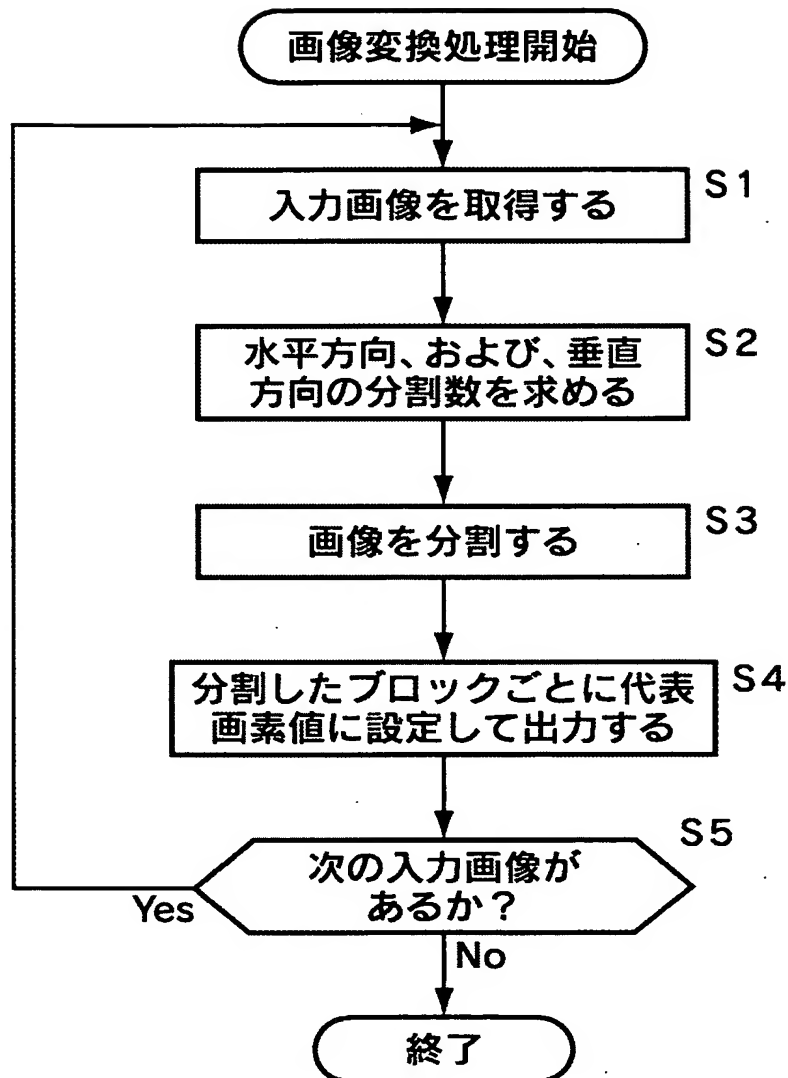 画像変換処理開始
入力画像を取得する
S1
水平方向、および、垂直
方向の分割数を求める
S2
画像を分割する
S3
分割したブロックごとに代表
画素値に設定して出力する
S4
次の入力画像が
あるか？
S5
Yes
No
終了